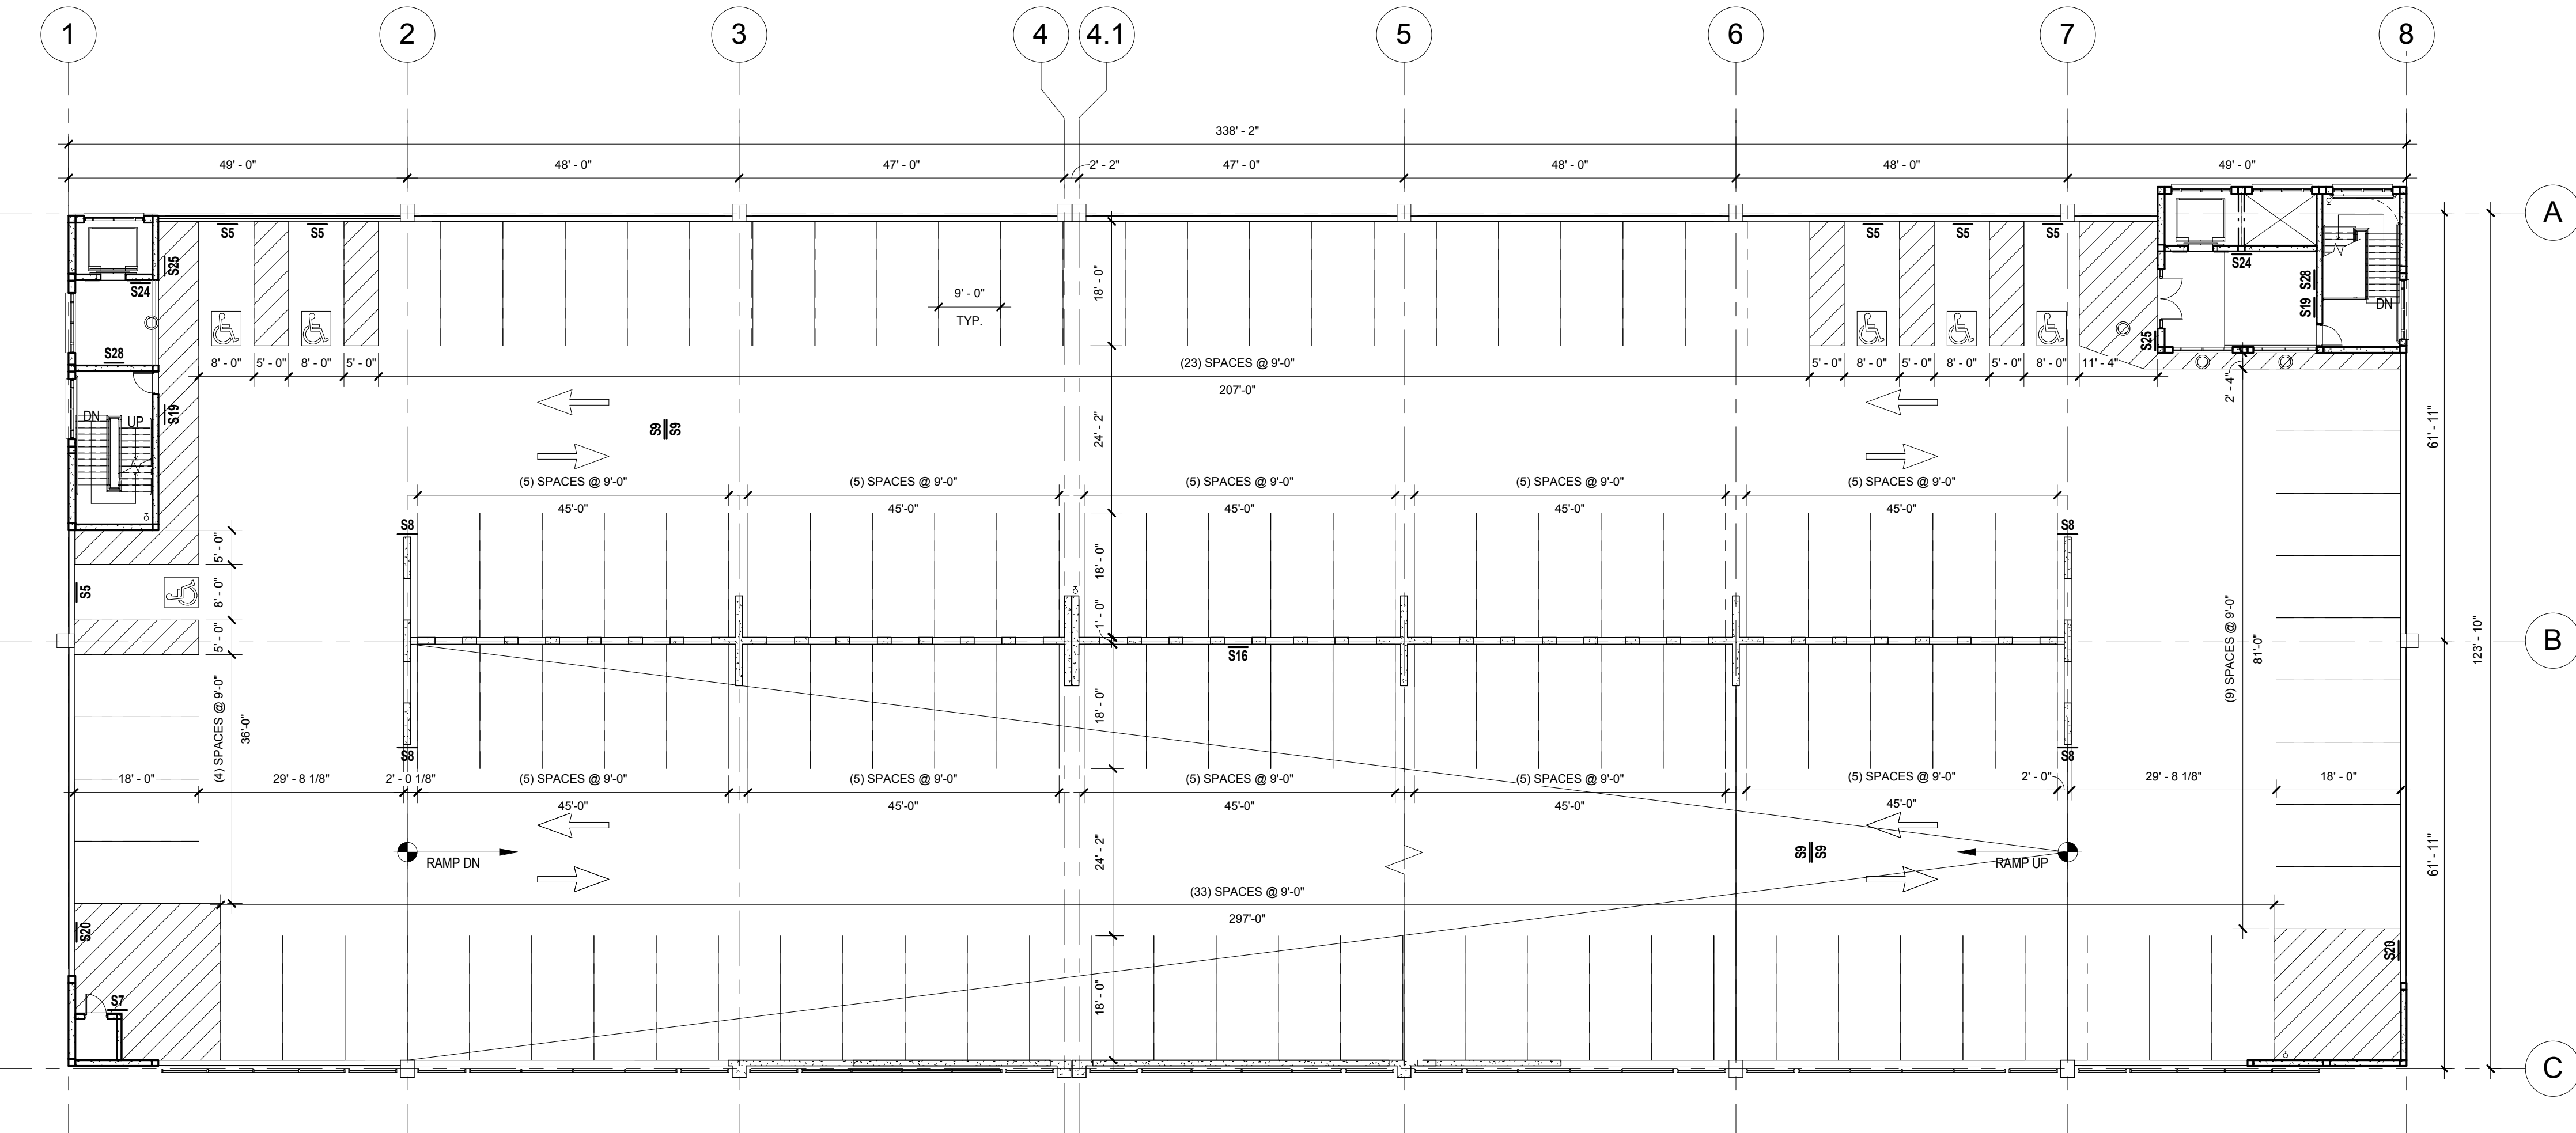 1 2 3 4 4.1 5 6 7 8
338' - 2"
49' - 0" 48' - 0" 47' - 0" 2' - 2" 47' - 0" 48' - 0" 48' - 0" 49' - 0"
A
S5 S5 S5 S5 S5
S25 S24 S24 S28 S19 DN
18' - 0"
9' - 0"
TYP.
S28 S25
8' - 0" 5' - 0" 8' - 0" 5' - 0" (23) SPACES @ 9'-0" 5' - 0" 8' - 0" 5' - 0" 8' - 0" 5' - 0" 8' - 0" 11' - 4"
207'-0"
2' - 4"
DN UP S19
S9 S9
24' - 2"
61' - 11"
(5) SPACES @ 9'-0" (5) SPACES @ 9'-0" (5) SPACES @ 9'-0" (5) SPACES @ 9'-0" (5) SPACES @ 9'-0"
45'-0" 45'-0" 45'-0" 45'-0" 45'-0"
S8 S8
5' - 0"
18' - 0"
S5 8' - 0"
1' - 0"
5' - 0"
B
S16
123' - 10"
(9) SPACES @ 9'-0"
81'-0"
(4) SPACES @ 9'-0"
36'-0"
18' - 0"
S8 S8
18' - 0" 29' - 8 1/8" 2' - 0 1/8" (5) SPACES @ 9'-0" (5) SPACES @ 9'-0" (5) SPACES @ 9'-0" (5) SPACES @ 9'-0" (5) SPACES @ 9'-0" 2' - 0" 29' - 8 1/8" 18' - 0"
45'-0" 45'-0" 45'-0" 45'-0" 45'-0"
24' - 2"
61' - 11"
RAMP DN S9 S9 RAMP UP
(33) SPACES @ 9'-0"
297'-0"
S20 S20
18' - 0"
S7
C